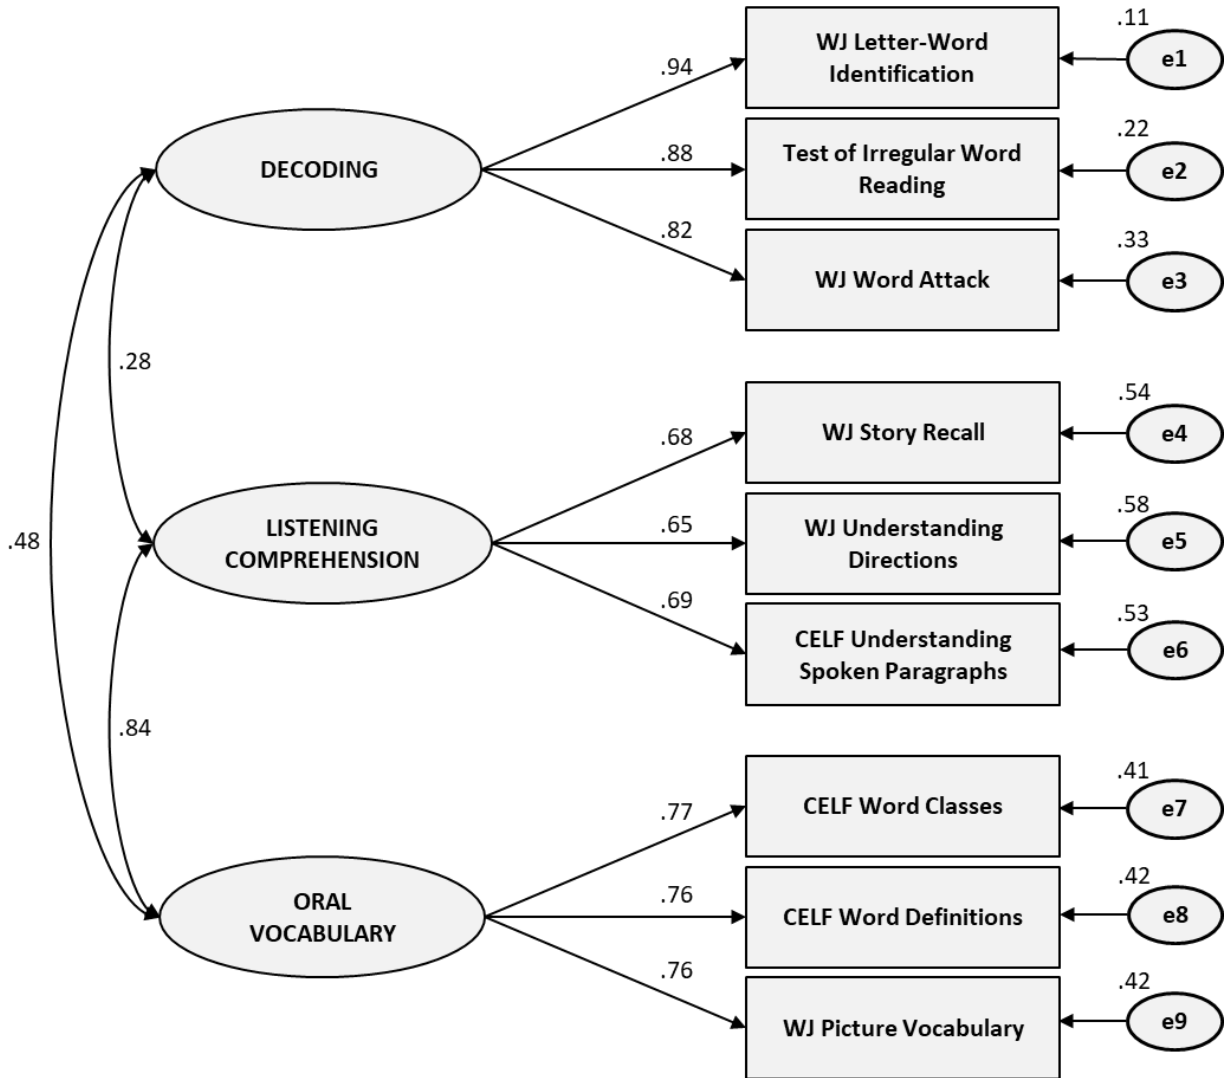 .11
WJ Letter-Word
Identification
e1
.94
.22
DECODING
.88
Test of Irregular Word
Reading
e2
.82
.33
WJ Word Attack
e3
.28
.54
.68
WJ Story Recall
e4
.48
LISTENING
COMPREHENSION
.65
WJ Understanding
Directions
.58
e5
.69
.53
CELF Understanding
Spoken Paragraphs
e6
.84
.41
.77
CELF Word Classes
e7
ORAL
VOCABULARY
.76
CELF Word Definitions
.42
e8
.76
.42
WJ Picture Vocabulary
e9